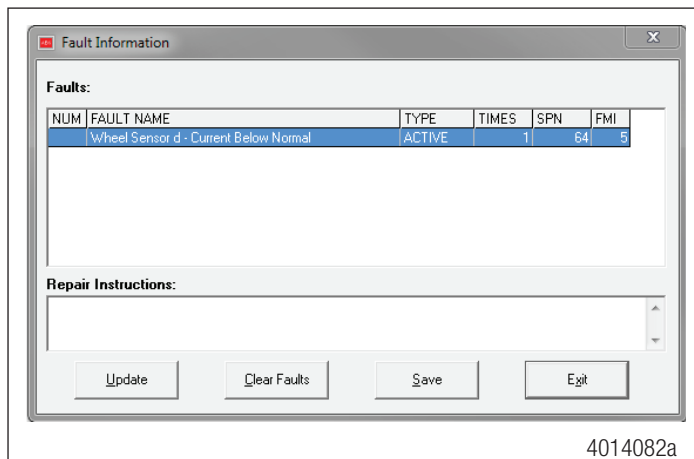 Fault Information
Faults:
NUM FAULT NAME TYPE TIMES SPN FMI
Wheel Sensor d - Current Below Normal ACTIVE 1 64 5
Repair Instructions:
Update Clear Faults Save Exit
4014082a